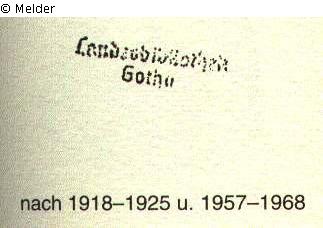 © Melder
Landesbibliothek
Gotha
nach 1918–1925 u. 1957–1968